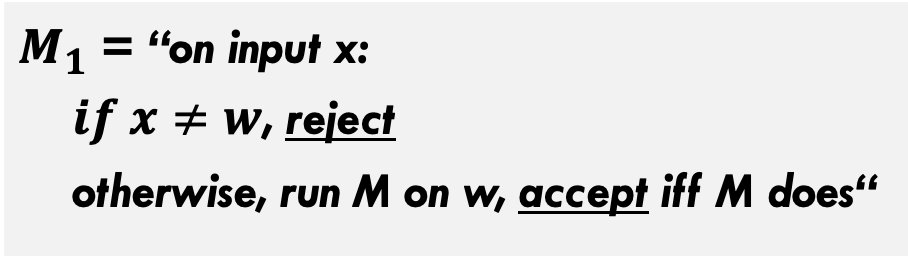 M₁ = “on input x:
if x ≠ w, reject
otherwise, run M on w, accept iff M does“